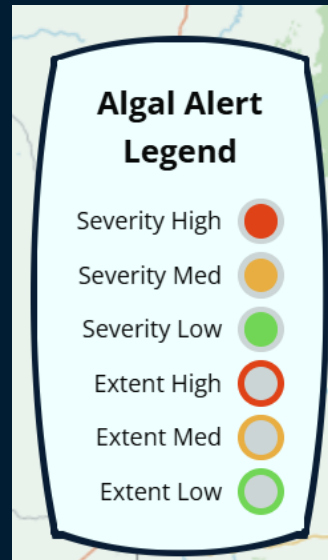 Algal Alert
Legend
Severity High
Severity Med
Severity Low
Extent High
Extent Med
Extent Low